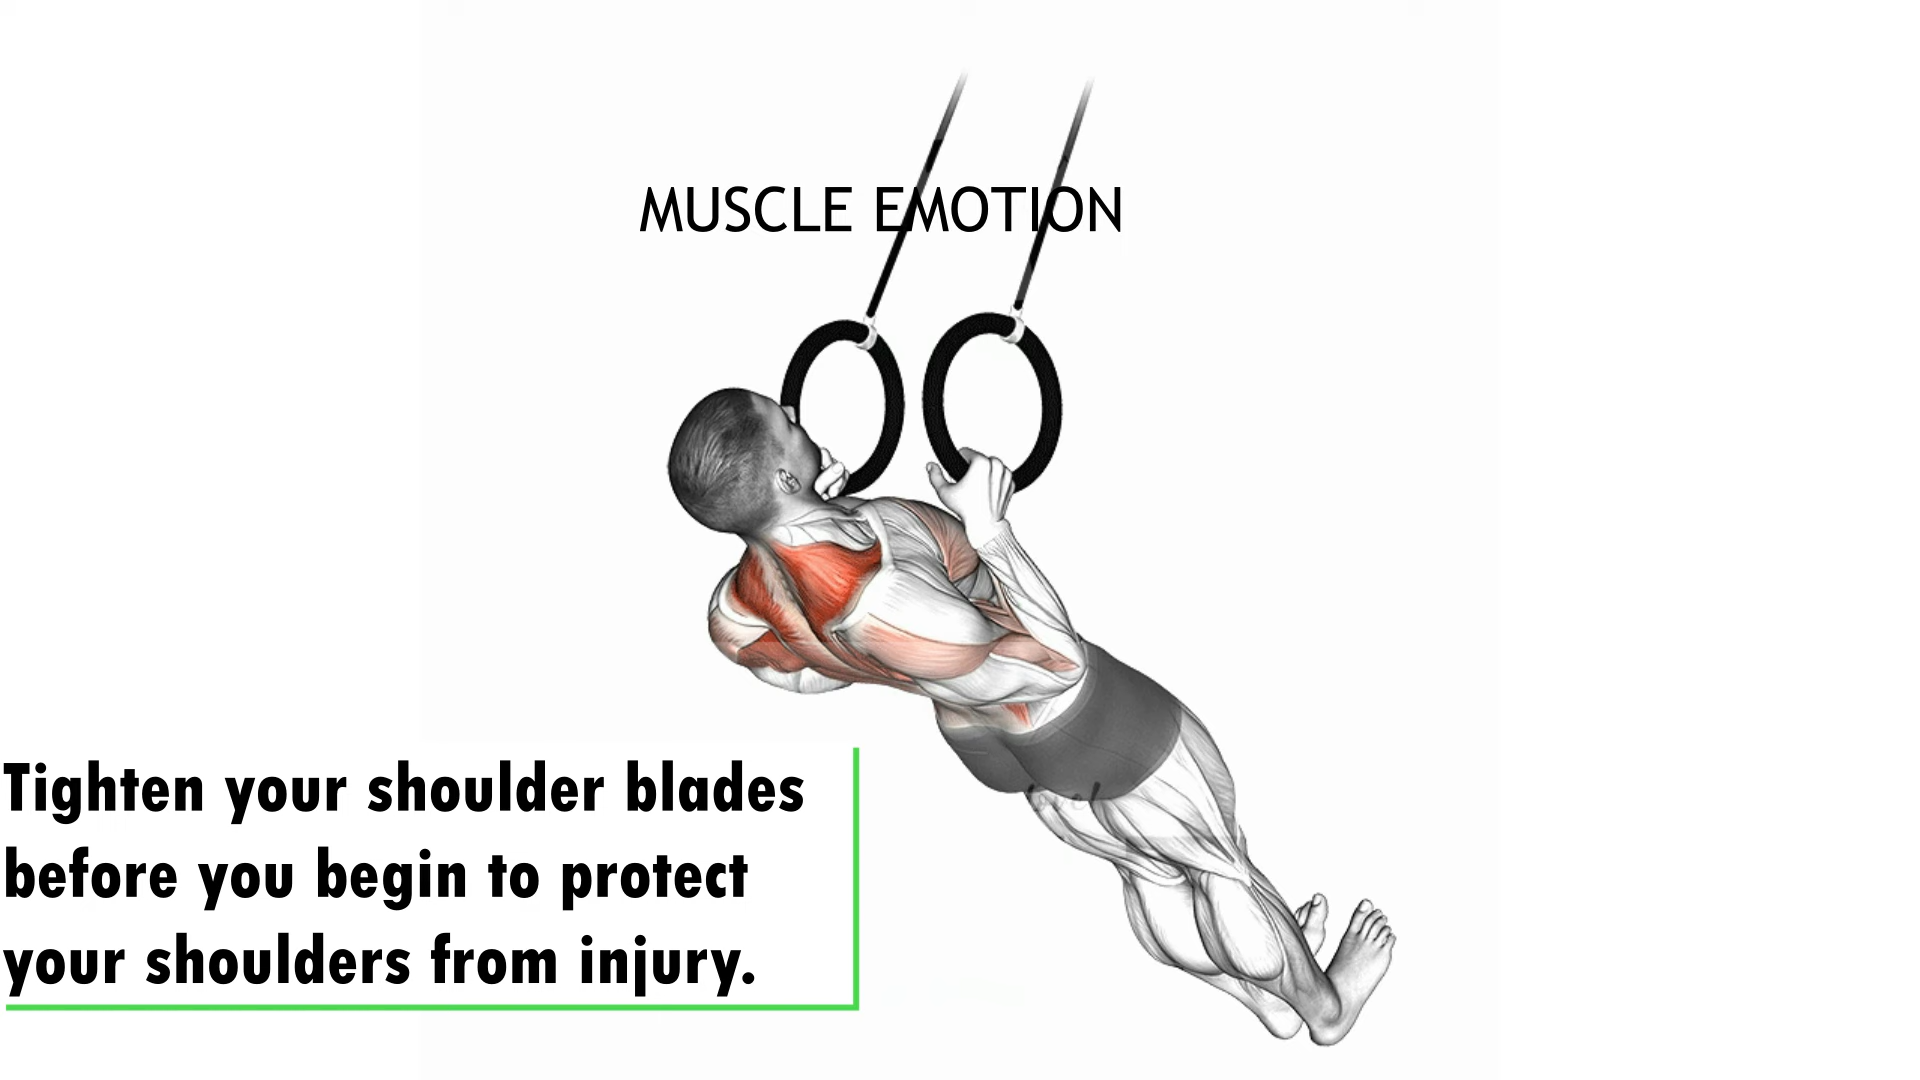 MUSCLE EMOTION
Tighten your shoulder blades
before you begin to protect
your shoulders from injury.